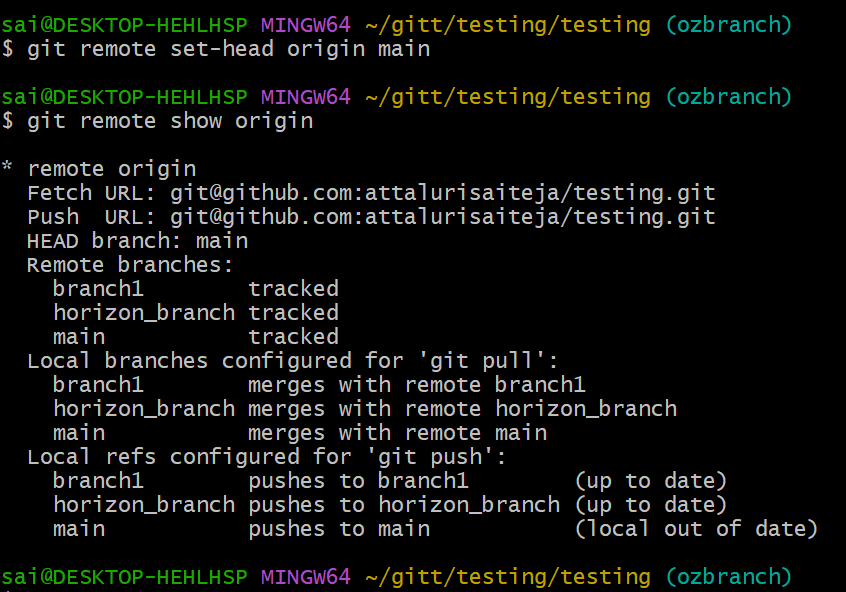 sai@DESKTOP-HEHLHSP MINGW64 ~/gitt/testing/testing (ozbranch)
$ git remote set-head origin main
sai@DESKTOP-HEHLHSP MINGW64 ~/gitt/testing/testing (ozbranch)
$ git remote show origin
* remote origin
  Fetch URL: git@github.com:attalurisaiteja/testing.git
  Push  URL: git@github.com:attalurisaiteja/testing.git
  HEAD branch: main
  Remote branches:
    branch1        tracked
    horizon_branch tracked
    main           tracked
  Local branches configured for 'git pull':
    branch1        merges with remote branch1
    horizon_branch merges with remote horizon_branch
    main           merges with remote main
  Local refs configured for 'git push':
    branch1        pushes to branch1        (up to date)
    horizon_branch pushes to horizon_branch (up to date)
    main           pushes to main           (local out of date)
sai@DESKTOP-HEHLHSP MINGW64 ~/gitt/testing/testing (ozbranch)